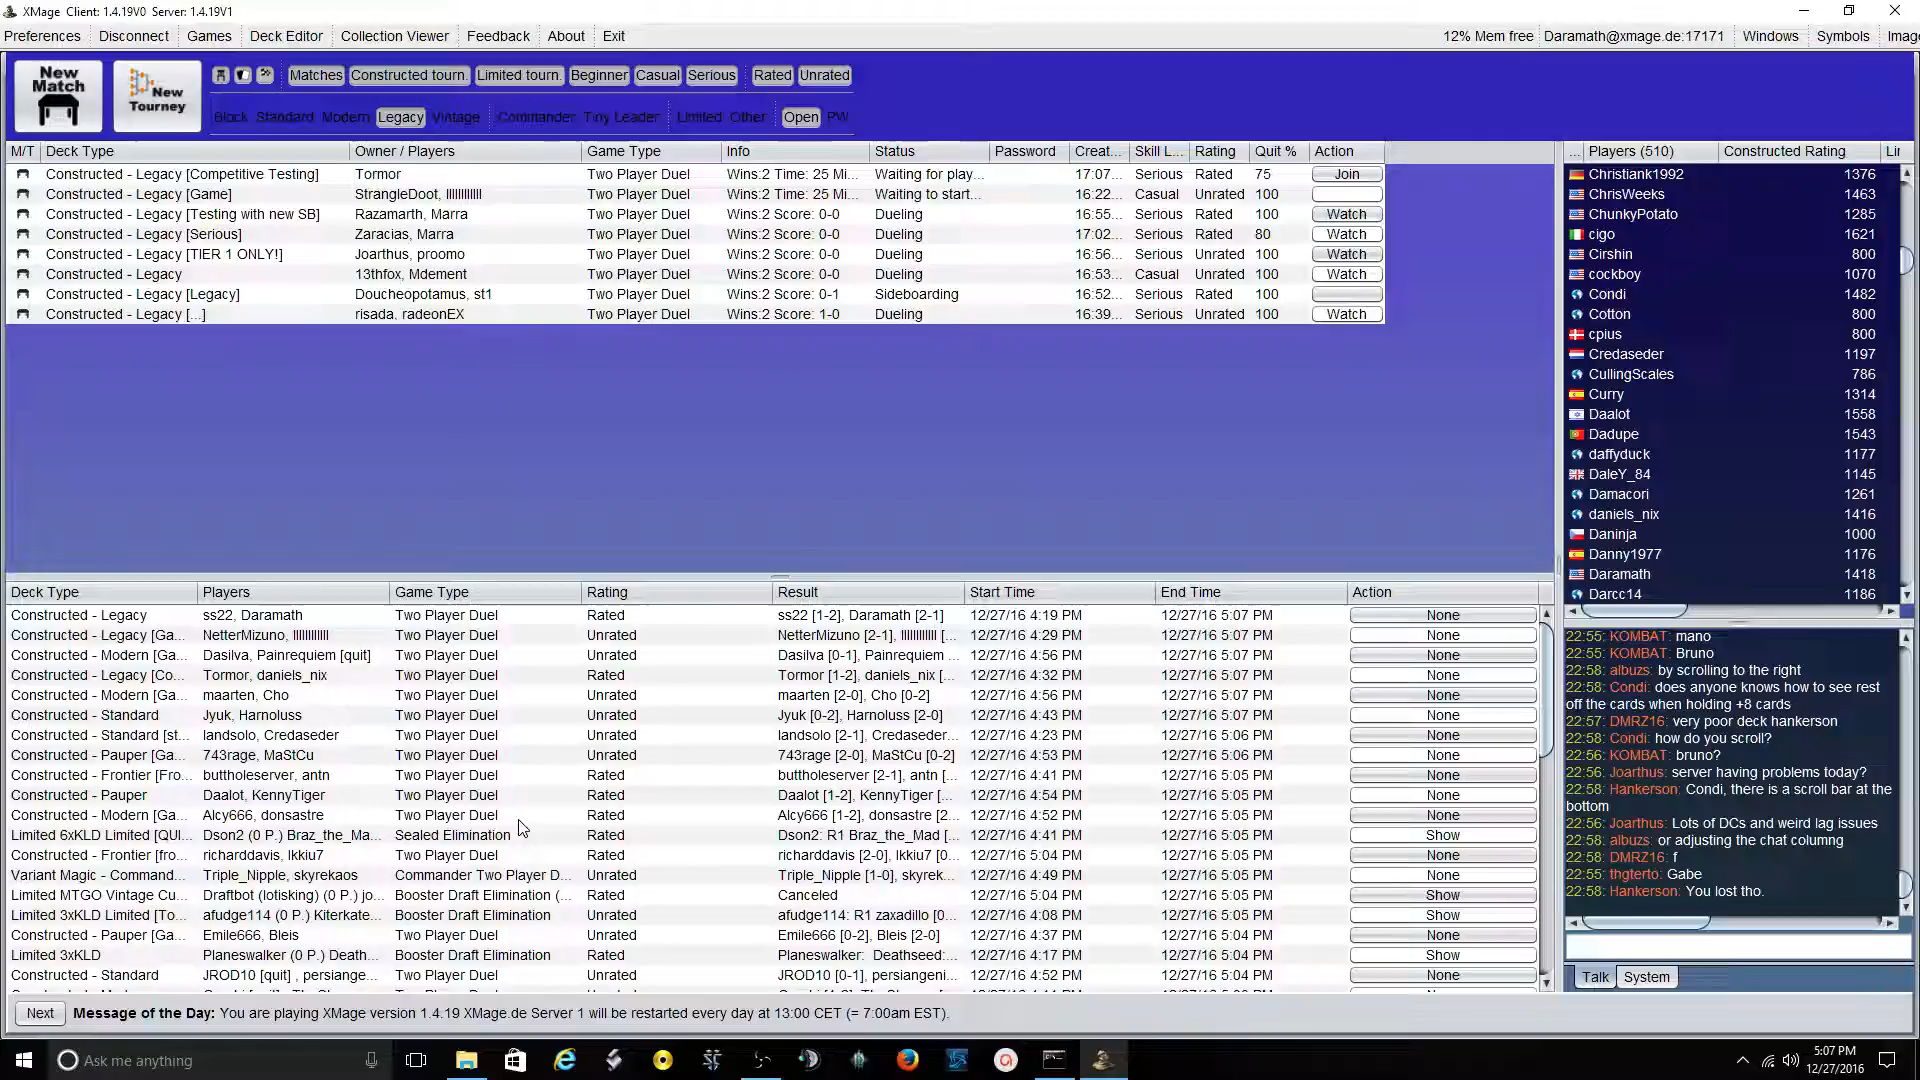 XMage Client: 1.4.19V0 Server: 1.4.19V1
Preferences Disconnect Games Deck Editor Collection Viewer Feedback About Exit 12% Mem free Daramath@xmage.de:17171 Windows Symbols Imag
New Match New Tourney Matches Constructed tourn. Limited tourn. Beginner Casual Serious Rated Unrated
Block Standard Modern Legacy Vintage Commander Tiny Leader Limited Other Open PW
M/T Deck Type Owner / Players Game Type Info Status Password Creat... Skill L... Rating Quit % Action
Constructed - Legacy [Competitive Testing] Tormor Two Player Duel Wins:2 Time: 25 Mi... Waiting for play... 17:07... Serious Rated 75 Join
Constructed - Legacy [Game] StrangleDoot, llllllllllll Two Player Duel Wins:2 Time: 25 Mi... Waiting to start... 16:22... Casual Unrated 100
Constructed - Legacy [Testing with new SB] Razamarth, Marra Two Player Duel Wins:2 Score: 0-0 Dueling 16:55... Serious Rated 100 Watch
Constructed - Legacy [Serious] Zaracias, Marra Two Player Duel Wins:2 Score: 0-0 Dueling 17:02... Serious Rated 80 Watch
Constructed - Legacy [TIER 1 ONLY!] Joarthus, proomo Two Player Duel Wins:2 Score: 0-0 Dueling 16:56... Serious Unrated 100 Watch
Constructed - Legacy 13thfox, Mdement Two Player Duel Wins:2 Score: 0-0 Dueling 16:53... Casual Unrated 100 Watch
Constructed - Legacy [Legacy] Doucheopotamus, st1 Two Player Duel Wins:2 Score: 0-1 Sideboarding 16:52... Serious Rated 100
Constructed - Legacy [...] risada, radeonEX Two Player Duel Wins:2 Score: 1-0 Dueling 16:39... Serious Unrated 100 Watch
... Players (510) Constructed Rating Lir
Christiank1992 1376
ChrisWeeks 1463
ChunkyPotato 1285
cigo 1621
Cirshin 800
cockboy 1070
Condi 1482
Cotton 800
cpius 800
Credaseder 1197
CullingScales 786
Curry 1314
Daalot 1558
Dadupe 1543
daffyduck 1177
DaleY_84 1145
Damacori 1261
daniels_nix 1416
Daninja 1000
Danny1977 1176
Daramath 1418
Darcc14 1186
Deck Type Players Game Type Rating Result Start Time End Time Action
Constructed - Legacy ss22, Daramath Two Player Duel Rated ss22 [1-2], Daramath [2-1] 12/27/16 4:19 PM 12/27/16 5:07 PM None
Constructed - Legacy [Ga... NetterMizuno, llllllllllll Two Player Duel Unrated NetterMizuno [2-1], llllllllllll [... 12/27/16 4:29 PM 12/27/16 5:07 PM None
Constructed - Modern [Ga... Dasilva, Painrequiem [quit] Two Player Duel Unrated Dasilva [0-1], Painrequiem ... 12/27/16 4:56 PM 12/27/16 5:07 PM None
Constructed - Legacy [Co... Tormor, daniels_nix Two Player Duel Rated Tormor [1-2], daniels_nix [... 12/27/16 4:32 PM 12/27/16 5:07 PM None
Constructed - Modern [Ga... maarten, Cho Two Player Duel Unrated maarten [2-0], Cho [0-2] 12/27/16 4:46 PM 12/27/16 5:07 PM None
Constructed - Standard Jyuk, Harnoluss Two Player Duel Unrated Jyuk [0-2], Harnoluss [2-0] 12/27/16 4:43 PM 12/27/16 5:07 PM None
Constructed - Standard [st... landsolo, Credaseder Two Player Duel Unrated landsolo [2-1], Credaseder... 12/27/16 4:23 PM 12/27/16 5:06 PM None
Constructed - Pauper [Ga... 743rage, MaStCu Two Player Duel Unrated 743rage [2-0], MaStCu [0-2] 12/27/16 4:53 PM 12/27/16 5:06 PM None
Constructed - Frontier [Fro... buttholeserver, antn Two Player Duel Rated buttholeserver [2-1], antn [... 12/27/16 4:41 PM 12/27/16 5:05 PM None
Constructed - Pauper Daalot, KennyTiger Two Player Duel Rated Daalot [1-2], KennyTiger [... 12/27/16 4:54 PM 12/27/16 5:05 PM None
Constructed - Modern [Ga... Alcy666, donsastre Two Player Duel Rated Alcy666 [1-2], donsastre [2... 12/27/16 4:44 PM 12/27/16 5:05 PM None
Limited 6xKLD Limited [QUI... Dson2 (0 P.) Braz_the_Ma... Sealed Elimination Rated Dson2: R1 Braz_the_Mad [... 12/27/16 4:41 PM 12/27/16 5:05 PM Show
Constructed - Frontier [fro... richarddavis, Ikkiu7 Two Player Duel Rated richarddavis [2-0], Ikkiu7 [0... 12/27/16 5:04 PM 12/27/16 5:05 PM None
Variant Magic - Command... Triple_Nipple, skyrekaos Commander Two Player D... Rated Triple_Nipple [1-0], skyrek... 12/27/16 4:49 PM 12/27/16 5:05 PM None
Limited MTGO Vintage Cu... Draftbot (lotisking) (0 P.) jo... Booster Draft Elimination (... Rated Canceled 12/27/16 5:04 PM 12/27/16 5:05 PM Show
Limited 3xKLD Limited [To... afudge114 (0 P.) Kiterkate... Booster Draft Elimination Unrated afudge114: R1 zaxadillo [0... 12/27/16 4:08 PM 12/27/16 5:05 PM Show
Constructed - Pauper [Ga... Emile666, Bleis Two Player Duel Unrated Emile666 [0-2], Bleis [2-0] 12/27/16 4:37 PM 12/27/16 5:04 PM None
Limited 3xKLD Planeswalker (0 P.) Death... Booster Draft Elimination Rated Planeswalker: Deathseed:... 12/27/16 4:17 PM 12/27/16 5:04 PM Show
Constructed - Standard JROD10 [quit] , persiange... Two Player Duel Unrated JROD10 [0-1], persiangeni... 12/27/16 4:52 PM 12/27/16 5:04 PM None
22:55: KOMBAT: mano
22:55: KOMBAT: Bruno
22:58: albuzs: by scrolling to the right
22:58: Condi: does anyone knows how to see rest
off the cards when holding +8 cards
22:57: DMRZ16: very poor deck hankerson
22:58: Condi: how do you scroll?
22:56: KOMBAT: bruno?
22:56: Joarthus: server having problems today?
22:58: Hankerson: Condi, there is a scroll bar at the
bottom
22:56: Joarthus: Lots of DCs and weird lag issues
22:58: albuzs: or adjusting the chat columng
22:58: DMRZ16: f
22:55: thgterto: Gabe
22:58: Hankerson: You lost tho.
Talk System
Next Message of the Day: You are playing XMage version 1.4.19 XMage.de Server 1 will be restarted every day at 13:00 CET (= 7:00am EST).
Ask me anything
5:07 PM
12/27/2016